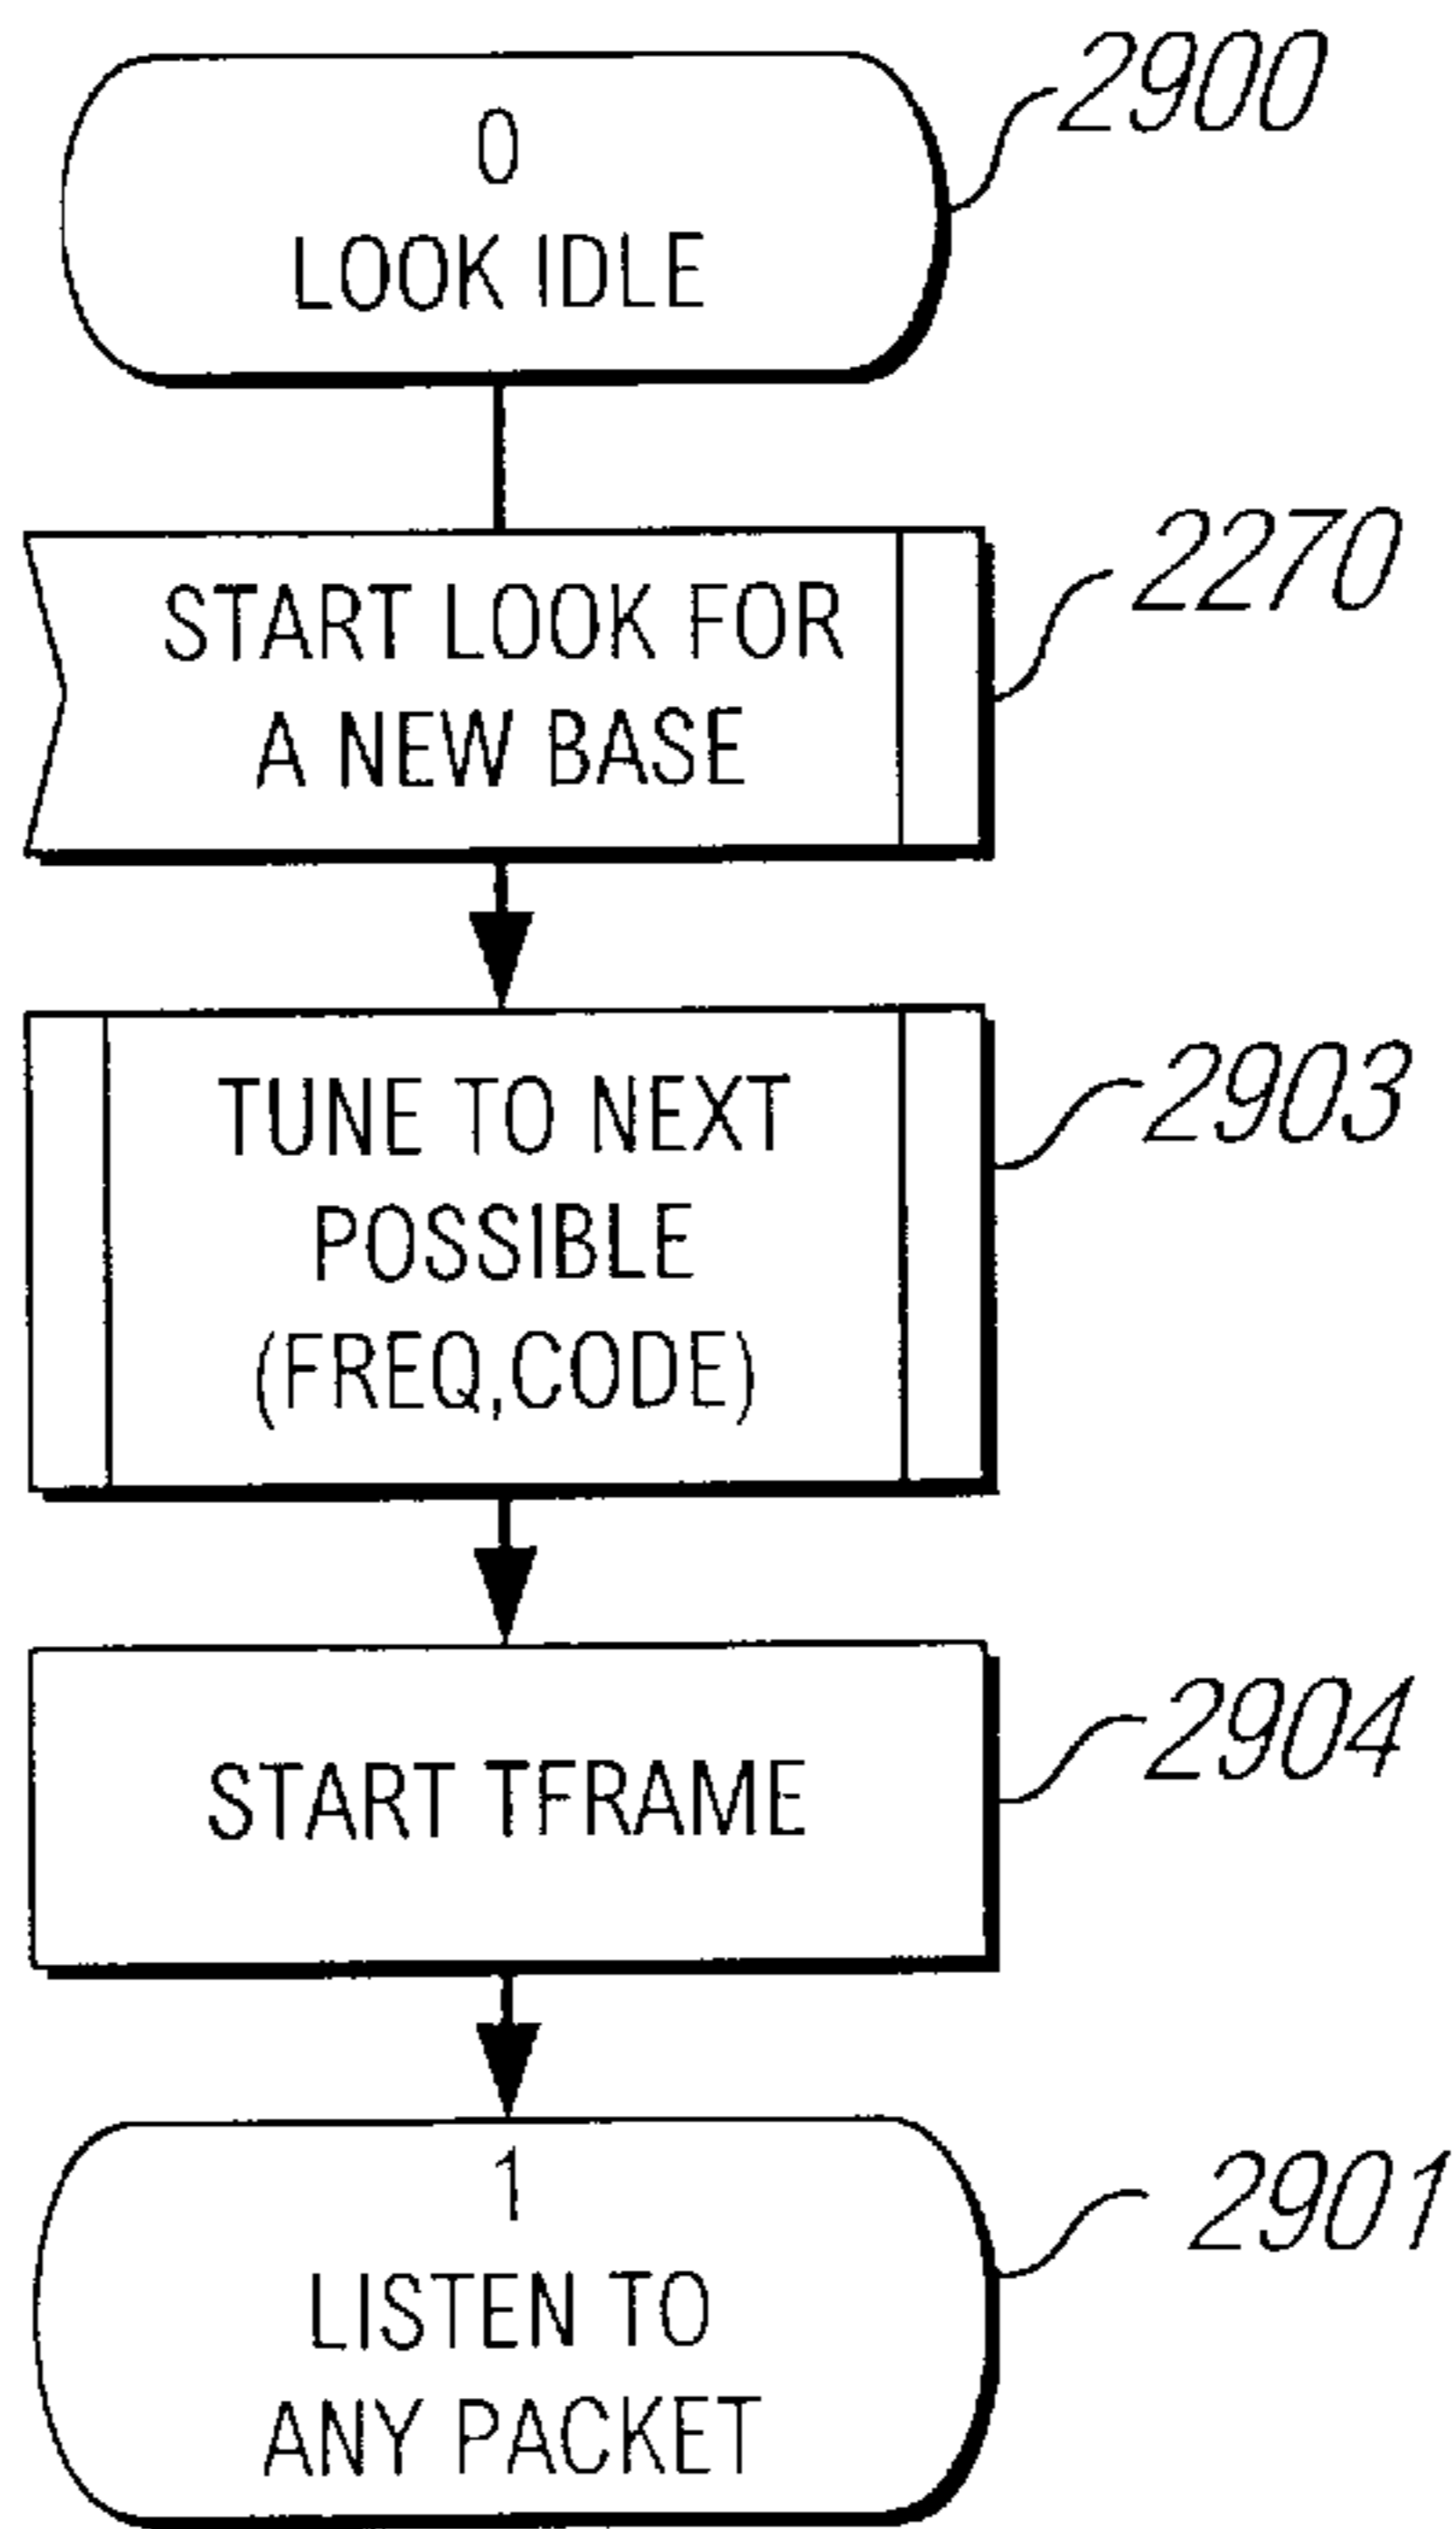 0
LOOK IDLE
2900
START LOOK FOR
A NEW BASE
2270
TUNE TO NEXT
POSSIBLE
(FREQ,CODE)
2903
START TFRAME
2904
1
LISTEN TO
ANY PACKET
2901